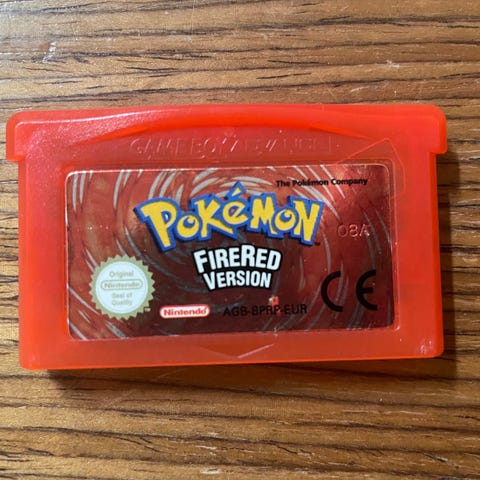 GAME BOY ADVANCE
The Pokémon Company
POKéMON
08A
FIRERED
VERSION
Original
Nintendo
Seal of
Quality
Nintendo
AGB-BPRP-EUR
CE